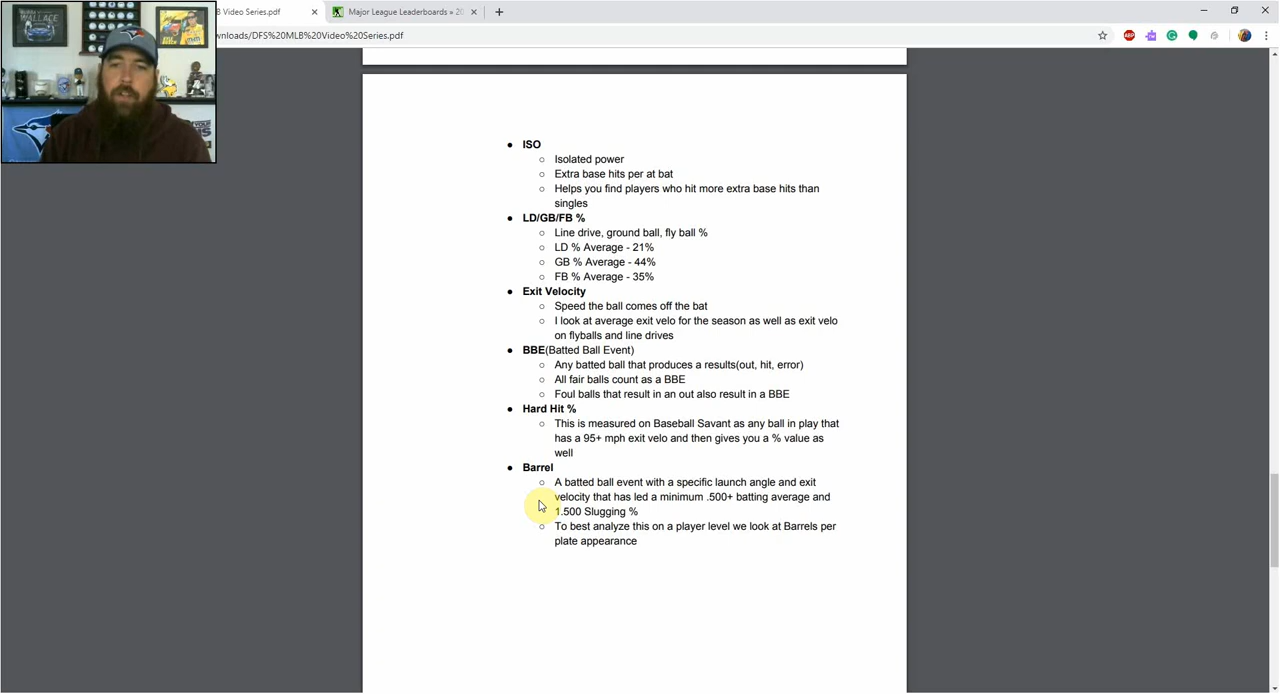 WALLACE
B Video Series.pdf
Major League Leaderboards » 20
wnloads/DFS%20MLB%20Video%20Series.pdf
ABP
● ISO
○ Isolated power
○ Extra base hits per at bat
○ Helps you find players who hit more extra base hits than
singles
● LD/GB/FB %
○ Line drive, ground ball, fly ball %
○ LD % Average - 21%
○ GB % Average - 44%
○ FB % Average - 35%
● Exit Velocity
○ Speed the ball comes off the bat
○ I look at average exit velo for the season as well as exit velo
on flyballs and line drives
● BBE(Batted Ball Event)
○ Any batted ball that produces a results(out, hit, error)
○ All fair balls count as a BBE
○ Foul balls that result in an out also result in a BBE
● Hard Hit %
○ This is measured on Baseball Savant as any ball in play that
has a 95+ mph exit velo and then gives you a % value as
well
● Barrel
○ A batted ball event with a specific launch angle and exit
velocity that has led a minimum .500+ batting average and
1.500 Slugging %
○ To best analyze this on a player level we look at Barrels per
plate appearance